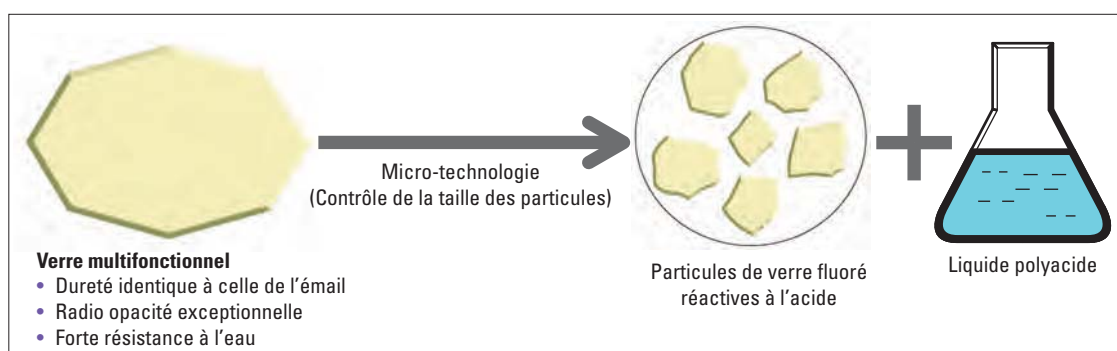 Micro-technologie
(Contrôle de la taille des particules)
Verre multifonctionnel
• Dureté identique à celle de l'émail
• Radio opacité exceptionnelle
• Forte résistance à l'eau
Particules de verre fluoré
réactives à l'acide
Liquide polyacide